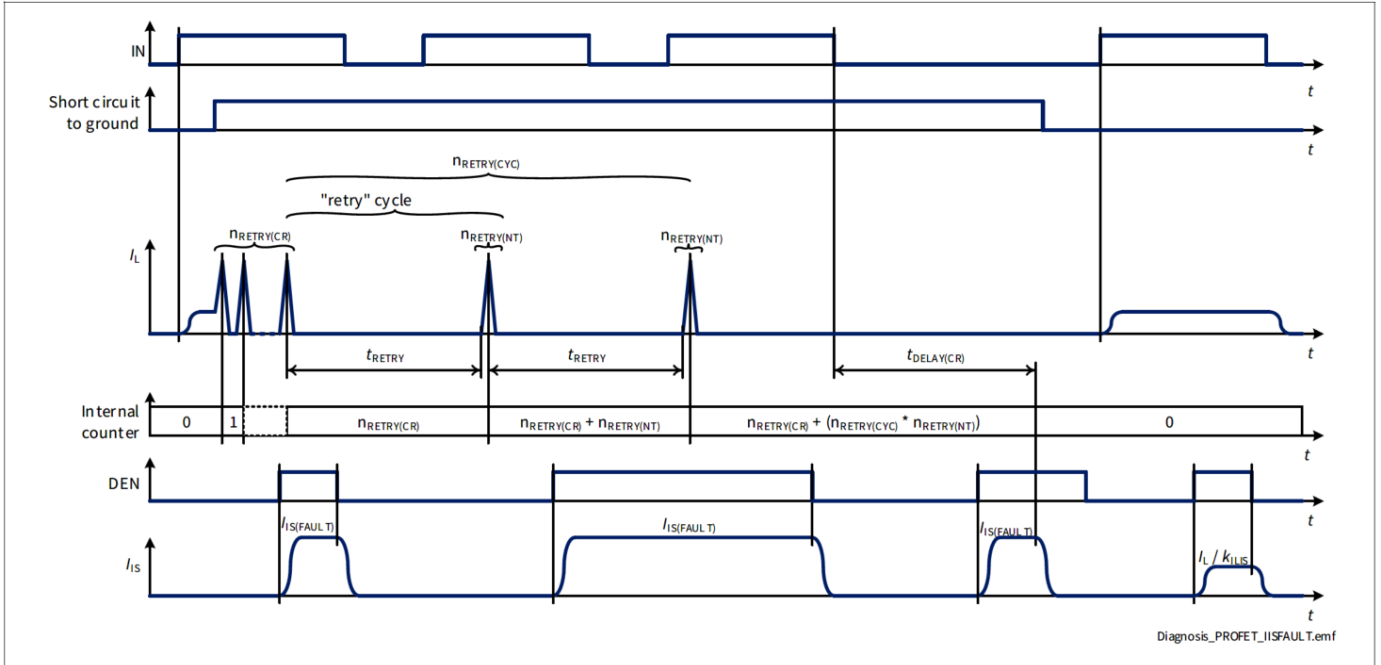 IN
t
Short circuit
to ground
t
nRETRY(CYC)
"retry" cycle
nRETRY(CR)
nRETRY(NT)
nRETRY(NT)
IL
t
tRETRY
tRETRY
tDELAY(CR)
Internal
counter
0
1
nRETRY(CR)
nRETRY(CR) + nRETRY(NT)
nRETRY(CR) + (nRETRY(CYC) * nRETRY(NT))
0
t
DEN
t
IIS(FAULT)
IIS(FAULT)
IIS(FAULT)
IL / kILIS
IIS
t
Diagnosis_PROFET_IISFAULT.emf